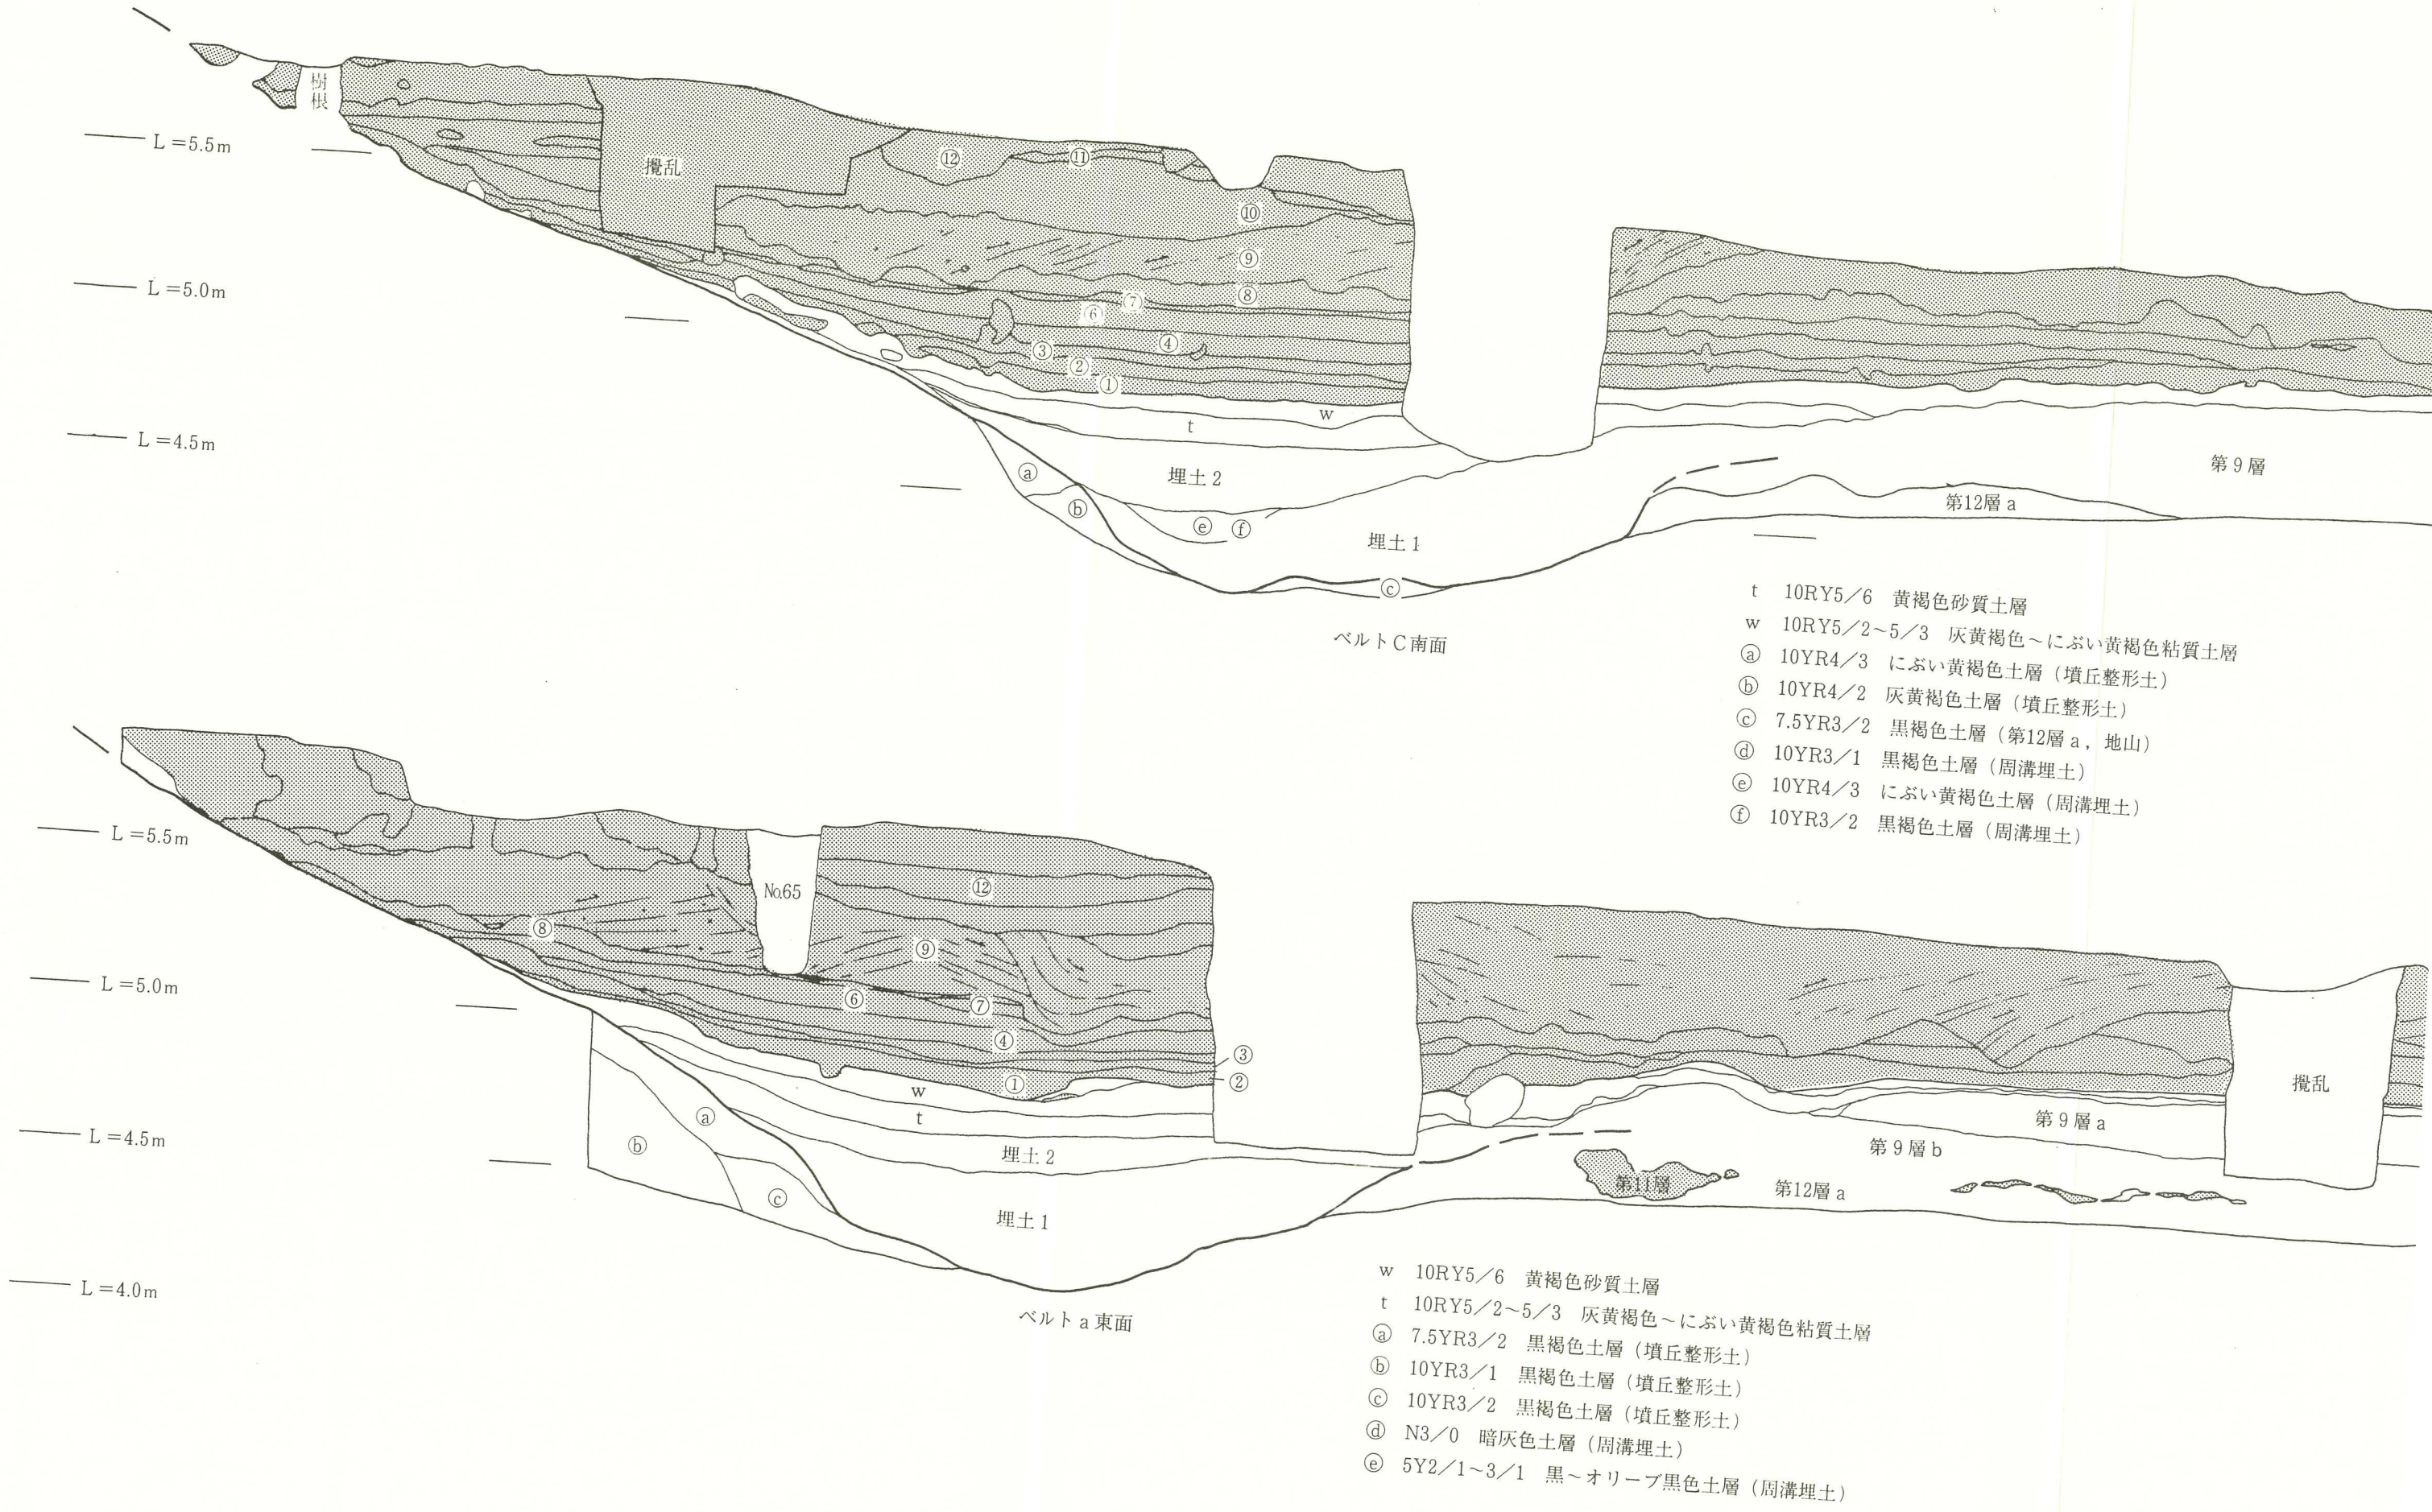 樹根
L＝5.5m
攪乱
⑫
⑪
⑩
⑨
L＝5.0m
⑧
⑦
⑥
④
③
②
①
w
L＝4.5m
t
埋土2
第9層
ⓐ
ⓑ
第12層a
ⓔ
ⓕ
埋土1
ⓒ
ベルトC南面
t 10RY5／6 黄褐色砂質土層
w 10RY5／2～5／3 灰黄褐色～にぶい黄褐色粘質土層
ⓐ 10YR4／3 にぶい黄褐色土層（墳丘整形土）
ⓑ 10YR4／2 灰黄褐色土層（墳丘整形土）
ⓒ 7.5YR3／2 黒褐色土層（第12層a，地山）
ⓓ 10YR3／1 黒褐色土層（周溝埋土）
ⓔ 10YR4／3 にぶい黄褐色土層（周溝埋土）
ⓕ 10YR3／2 黒褐色土層（周溝埋土）
L＝5.5m
No.65
⑫
⑧
⑨
L＝5.0m
⑥
⑦
④
③
①
②
攪乱
w
t
ⓐ
第9層a
L＝4.5m
ⓑ
埋土2
第9層b
第11層
第12層a
ⓒ
埋土1
L＝4.0m
ベルトa東面
w 10RY5／6 黄褐色砂質土層
t 10RY5／2～5／3 灰黄褐色～にぶい黄褐色粘質土層
ⓐ 7.5YR3／2 黒褐色土層（墳丘整形土）
ⓑ 10YR3／1 黒褐色土層（墳丘整形土）
ⓒ 10YR3／2 黒褐色土層（墳丘整形土）
ⓓ N3／0 暗灰色土層（周溝埋土）
ⓔ 5Y2／1～3／1 黒～オリーブ黒色土層（周溝埋土）